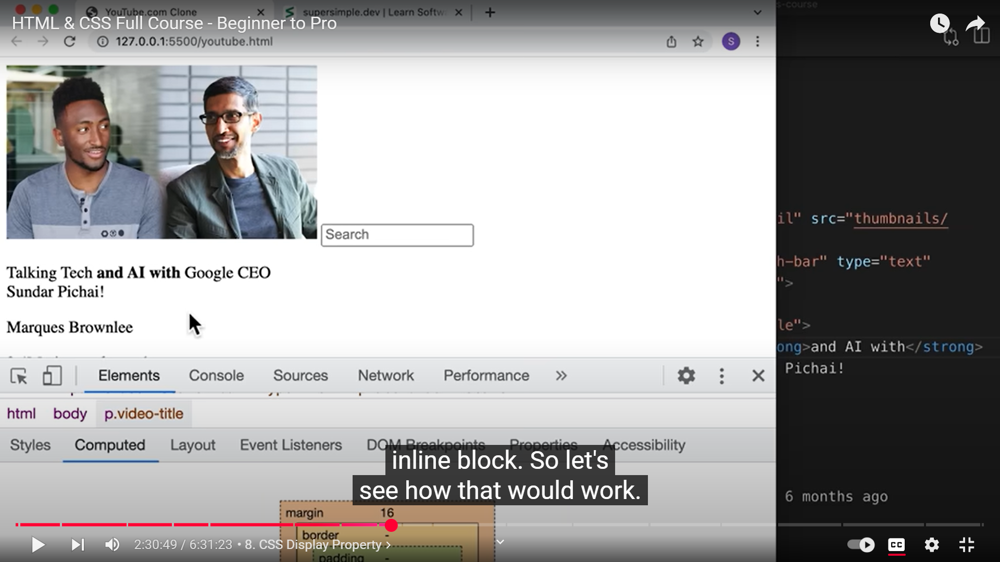 YouTube.com Clone
supersimple.dev | Learn Softw
s-course
HTML & CSS Full Course - Beginner to Pro
127.0.0.1:5500/youtube.html
S
Search
Talking Tech and AI with Google CEO
Sundar Pichai!
Marques Brownlee
il" src="thumbnails/
h-bar" type="text"
">
le">
ong>and AI with</strong>
Pichai!
Elements Console Sources Network Performance
html body p.video-title
Styles Computed Layout Event Listeners DOM Breakpoints Properties Accessibility
inline block. So let's
see how that would work.
6 months ago
margin 16
border -
2:30:49 / 6:31:23 • 8. CSS Display Property
CC
padding -